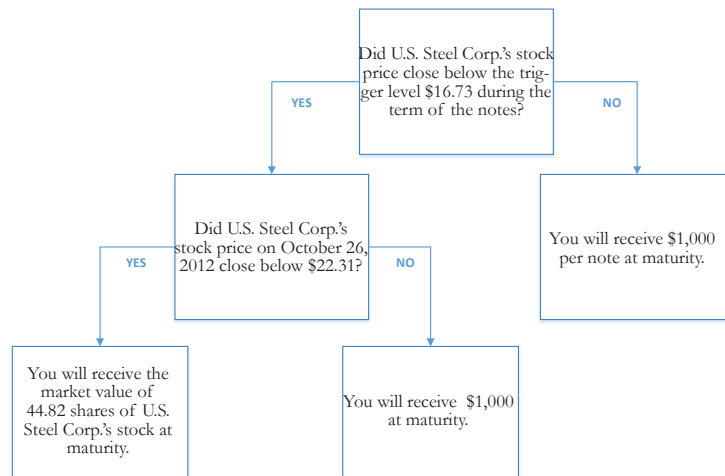 Did U.S. Steel Corp.'s stock
price close below the trig-
ger level $16.73 during the
term of the notes?
YES
NO
Did U.S. Steel Corp.'s
stock price on October 26,
2012 close below $22.31?
You will receive $1,000
per note at maturity.
YES
NO
You will receive the
market value of
44.82 shares of U.S.
Steel Corp.'s stock at
maturity.
You will receive $1,000
at maturity.